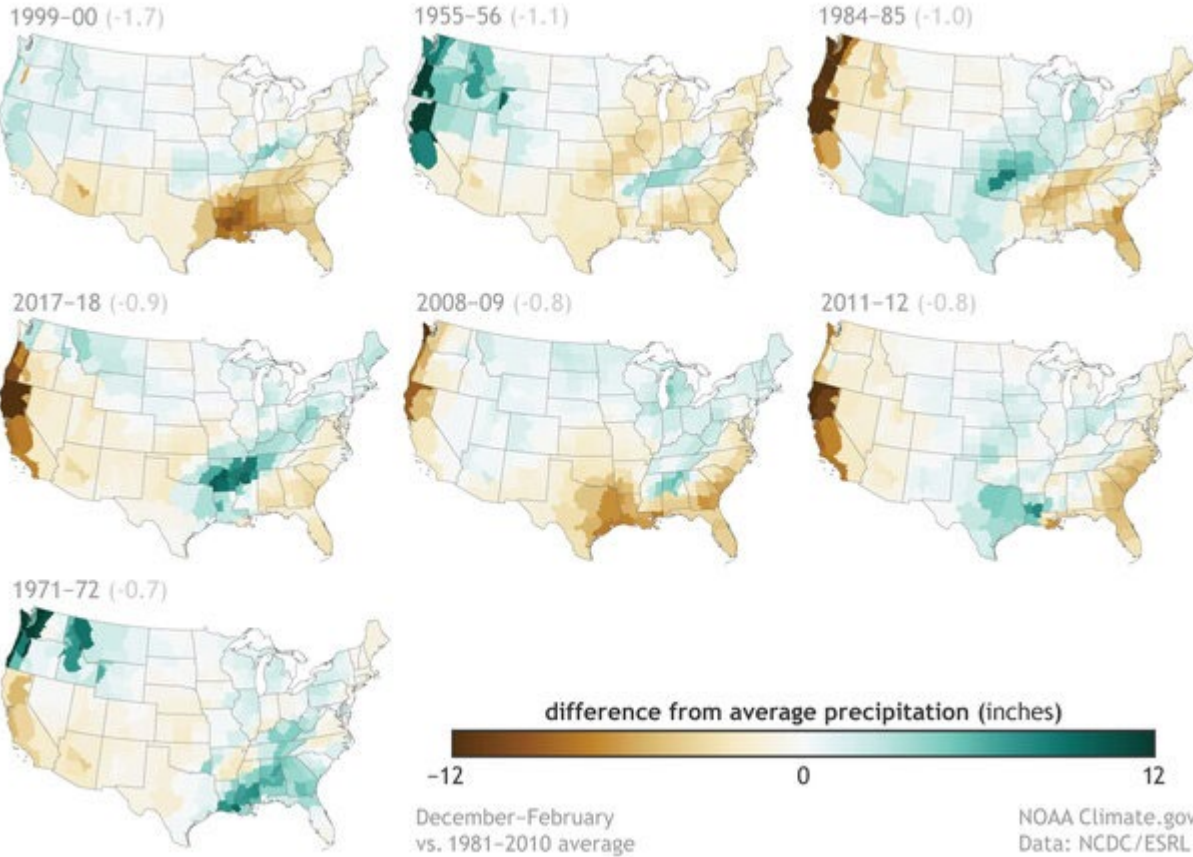 1999–00 (-1.7)
1955–56 (-1.1)
1984–85 (-1.0)
2017–18 (-0.9)
2008–09 (-0.8)
2011–12 (-0.8)
1971–72 (-0.7)
difference from average precipitation (inches)
−12
0
12
December–February
vs. 1981–2010 average
NOAA Climate.gov
Data: NCDC/ESRL